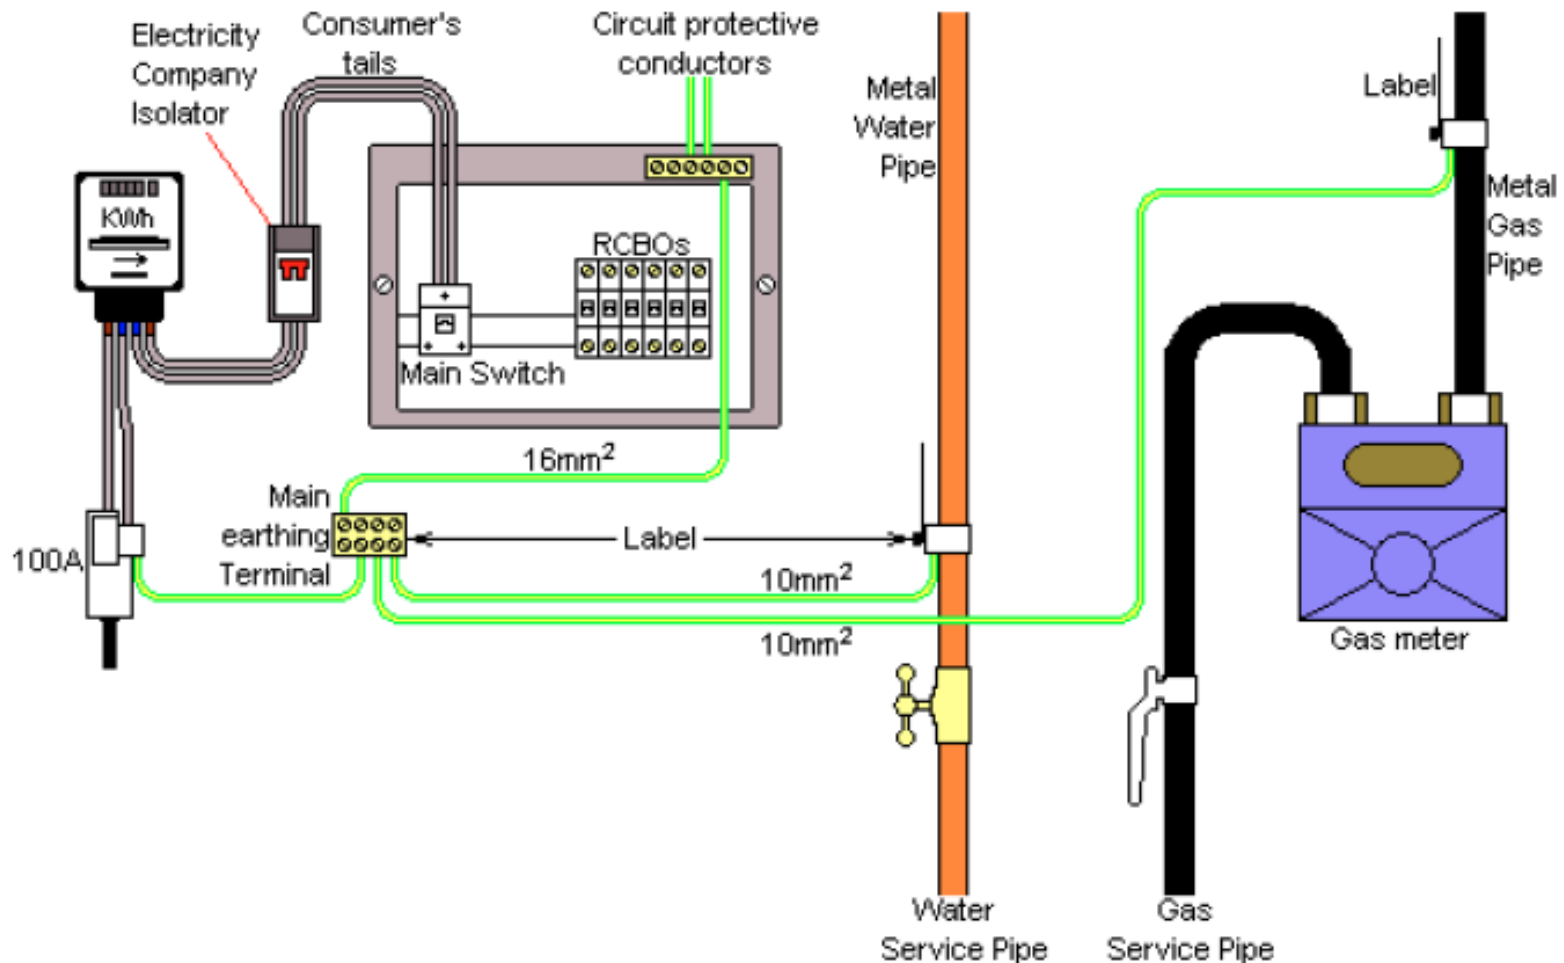 Electricity
Company
Isolator
Consumer's
tails
Circuit protective
conductors
Metal
Water
Pipe
Label
Metal
Gas
Pipe
KWh
RCBOs
Main Switch
16mm²
Main
earthing
Terminal
Label
100A
10mm²
10mm²
Gas meter
Water
Service Pipe
Gas
Service Pipe